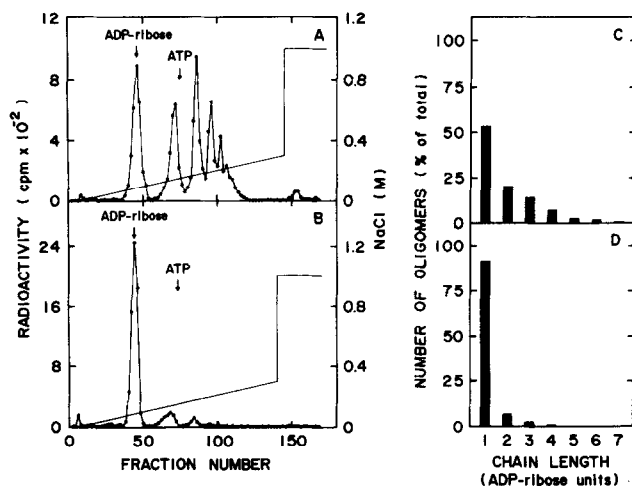 A
ADP-ribose
ATP
12
8
4
0
1.2
0.8
0.4
0
B
ADP-ribose
ATP
24
16
8
0
1.2
0.8
0.4
0
0 50 100 150
FRACTION NUMBER
RADIOACTIVITY (cpm x 10⁻²)
NaCl (M)
C
100
75
50
25
0
D
100
75
50
25
0
1 2 3 4 5 6 7
CHAIN LENGTH
(ADP-ribose units)
NUMBER OF OLIGOMERS (% of total)